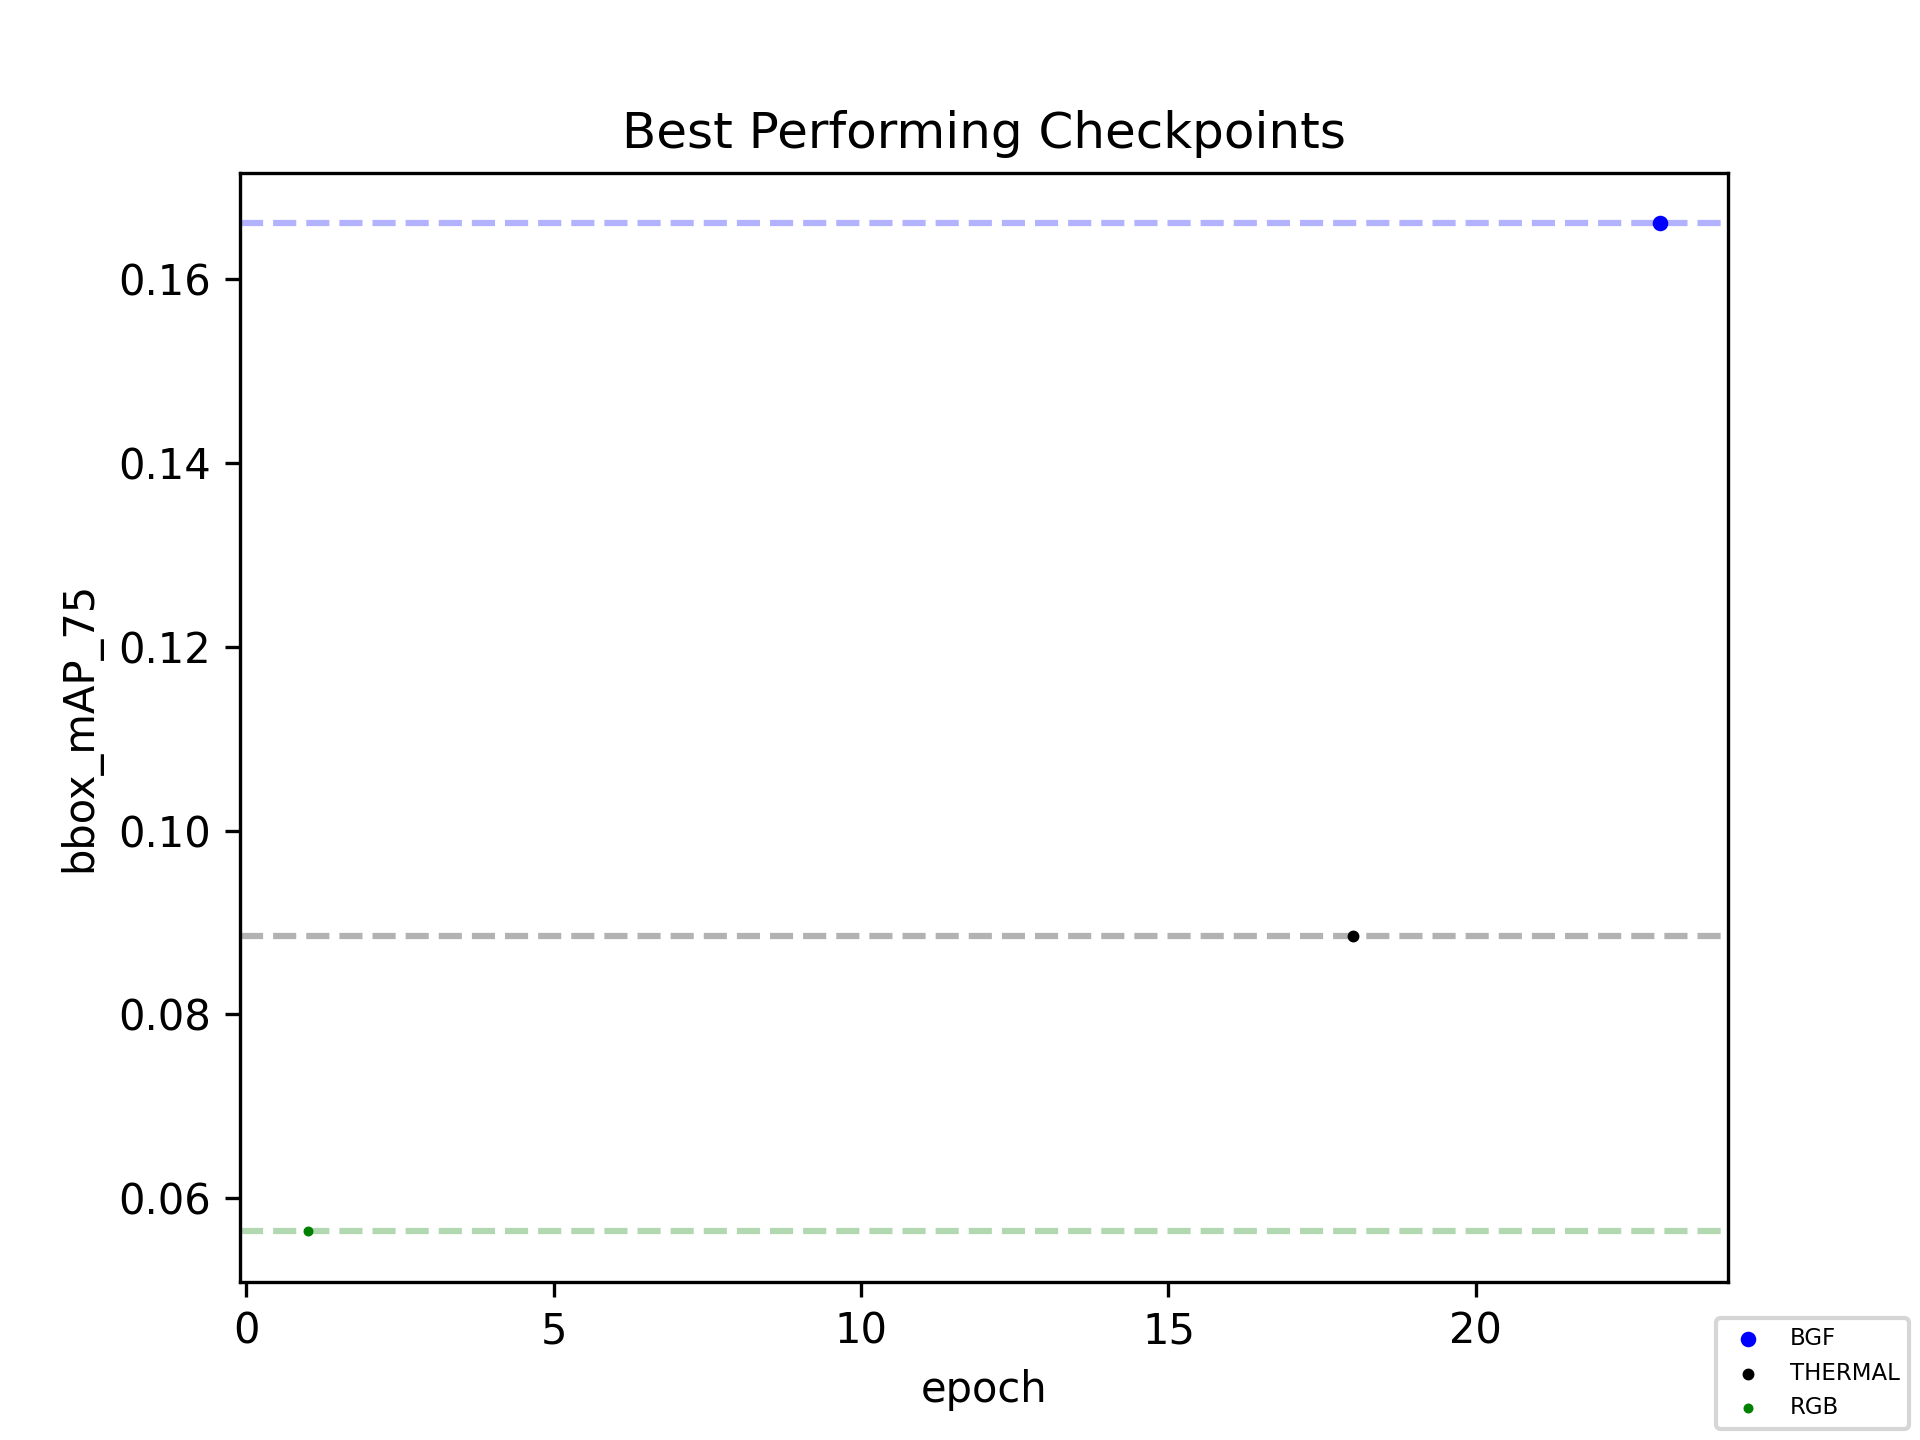 Best Performing Checkpoints
bbox_mAP_75
0.16
0.14
0.12
0.10
0.08
0.06
0
5
10
15
20
epoch
BGF
THERMAL
RGB